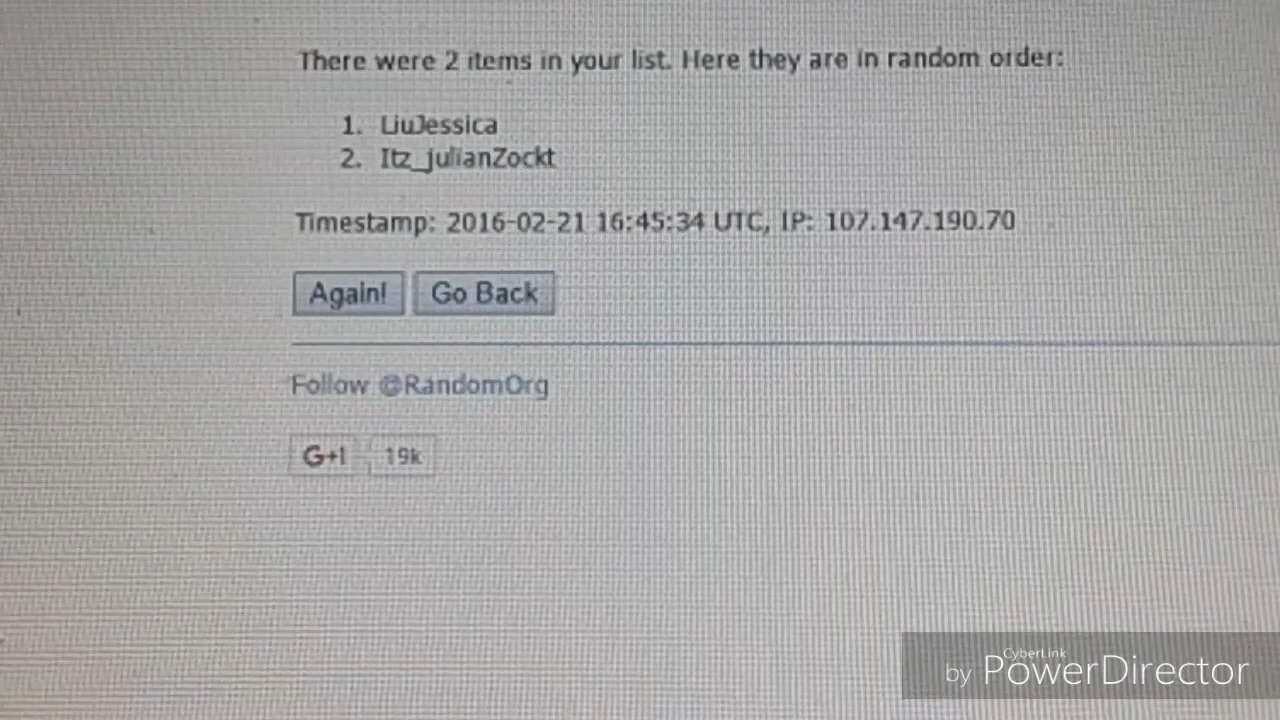 There were 2 items in your list. Here they are in random order:
1. LiuJessica
2. Itz_julianZockt
Timestamp: 2016-02-21 16:45:34 UTC, IP: 107.147.190.70
Again! Go Back
Follow @RandomOrg
G+1 19k
CyberLink
by PowerDirector